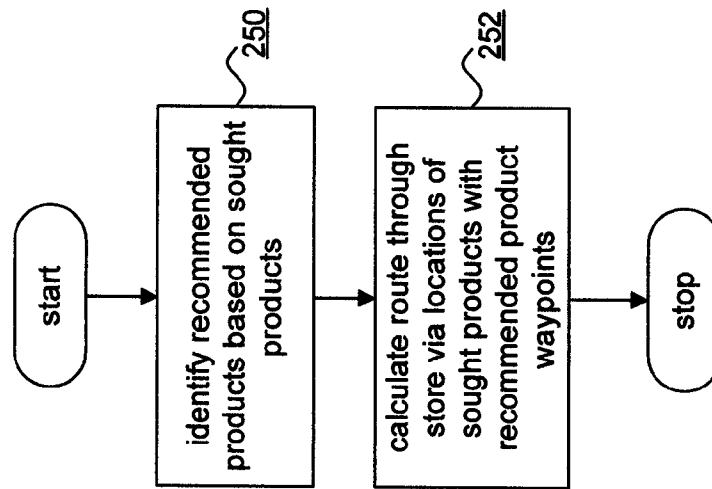 start
identify recommended
products based on sought
products
250
calculate route through
store via locations of
sought products with
recommended product
waypoints
252
stop